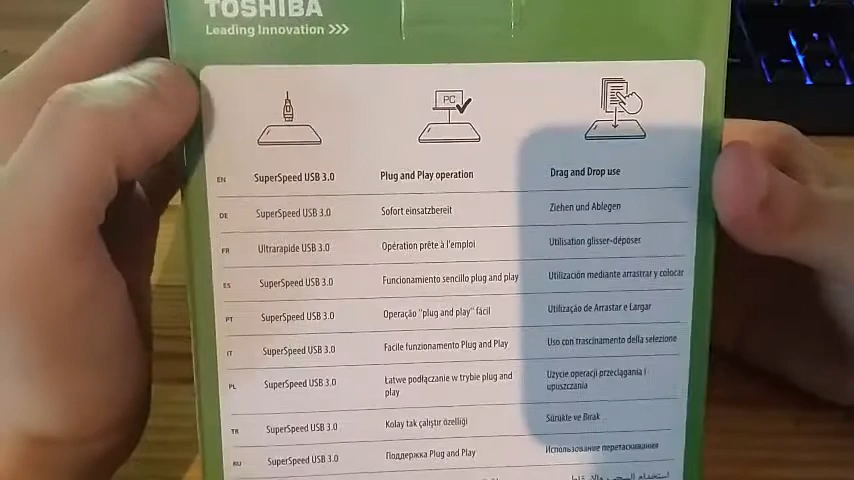 TOSHIBA
Leading Innovation >>>
PC
EN SuperSpeed USB 3.0 Plug and Play operation Drag and Drop use
DE SuperSpeed USB 3.0 Sofort einsatzbereit Ziehen und Ablegen
FR Ultrarapide USB 3.0 Opération prête à l'emploi Utilisation glisser-déposer
ES SuperSpeed USB 3.0 Funcionamiento sencillo plug and play Utilización mediante arrastrar y colocar
PT SuperSpeed USB 3.0 Operação "plug and play" fácil Utilização de Arrastar e Largar
IT SuperSpeed USB 3.0 Facile funzionamento Plug and Play Uso con trascinamento della selezione
PL SuperSpeed USB 3.0 Łatwe podłączanie w trybie plug and play Użycie operacji przeciągania i upuszczania
TR SuperSpeed USB 3.0 Kolay tak çalıştır özelliği Sürükle ve Bırak
RU SuperSpeed USB 3.0 Поддержка Plug and Play Использование перетаскивания